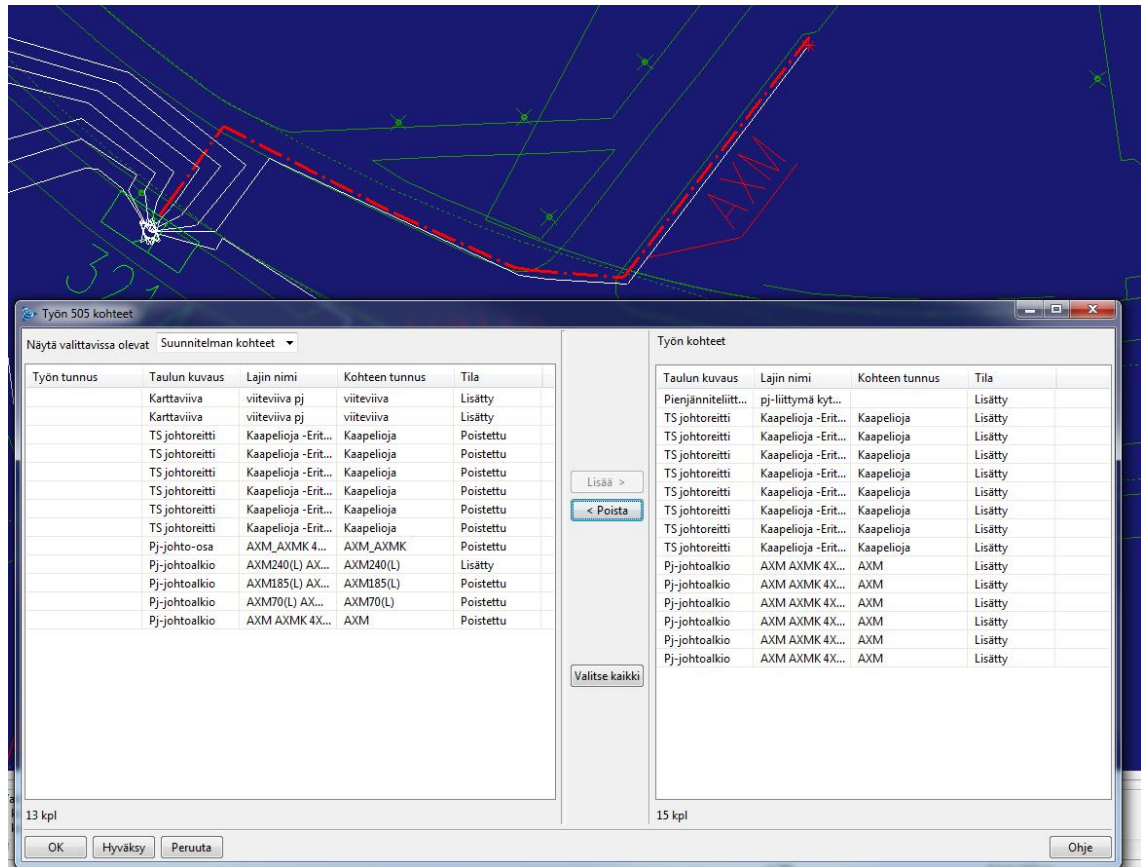 AXM
321
Työn 505 kohteet
Näytä valittavissa olevat Suunnitelman kohteet
Työn tunnus Taulun kuvaus Lajin nimi Kohteen tunnus Tila
Karttaviiva viiteviiva pj viiteviiva Lisätty
Karttaviiva viiteviiva pj viiteviiva Lisätty
TS johtoreitti Kaapelioja -Erit... Kaapelioja Poistettu
TS johtoreitti Kaapelioja -Erit... Kaapelioja Poistettu
TS johtoreitti Kaapelioja -Erit... Kaapelioja Poistettu
TS johtoreitti Kaapelioja -Erit... Kaapelioja Poistettu
TS johtoreitti Kaapelioja -Erit... Kaapelioja Poistettu
TS johtoreitti Kaapelioja -Erit... Kaapelioja Poistettu
Pj-johto-osa AXM_AXMK 4... AXM_AXMK Poistettu
Pj-johtoalkio AXM240(L) AX... AXM240(L) Lisätty
Pj-johtoalkio AXM185(L) AX... AXM185(L) Poistettu
Pj-johtoalkio AXM70(L) AX... AXM70(L) Poistettu
Pj-johtoalkio AXM AXMK 4X... AXM Poistettu
13 kpl
Lisää >
< Poista
Valitse kaikki
Työn kohteet
Taulun kuvaus Lajin nimi Kohteen tunnus Tila
Pienjänniteliitt... pj-liittymä kyt... Lisätty
TS johtoreitti Kaapelioja -Erit... Kaapelioja Lisätty
TS johtoreitti Kaapelioja -Erit... Kaapelioja Lisätty
TS johtoreitti Kaapelioja -Erit... Kaapelioja Lisätty
TS johtoreitti Kaapelioja -Erit... Kaapelioja Lisätty
TS johtoreitti Kaapelioja -Erit... Kaapelioja Lisätty
TS johtoreitti Kaapelioja -Erit... Kaapelioja Lisätty
TS johtoreitti Kaapelioja -Erit... Kaapelioja Lisätty
TS johtoreitti Kaapelioja -Erit... Kaapelioja Lisätty
Pj-johtoalkio AXM AXMK 4X... AXM Lisätty
Pj-johtoalkio AXM AXMK 4X... AXM Lisätty
Pj-johtoalkio AXM AXMK 4X... AXM Lisätty
Pj-johtoalkio AXM AXMK 4X... AXM Lisätty
Pj-johtoalkio AXM AXMK 4X... AXM Lisätty
Pj-johtoalkio AXM AXMK 4X... AXM Lisätty
15 kpl
OK Hyväksy Peruuta Ohje